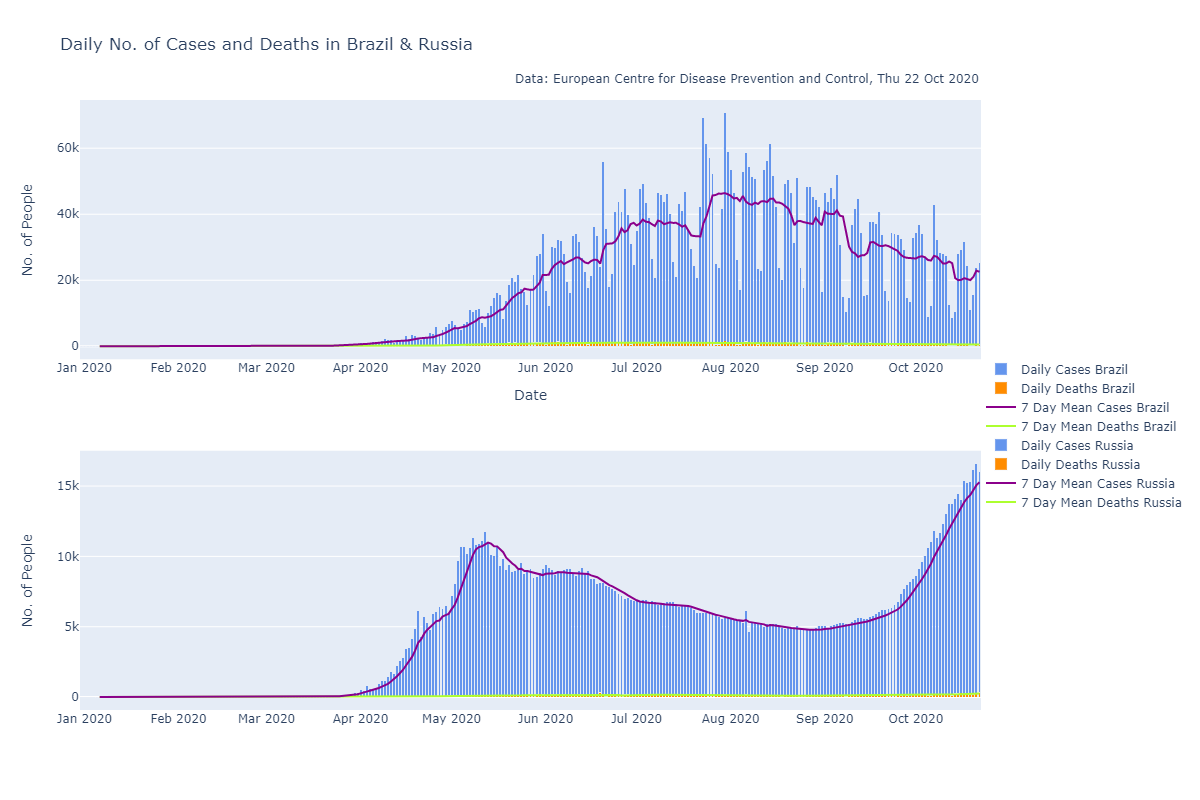 Daily No. of Cases and Deaths in Brazil & Russia
Data: European Centre for Disease Prevention and Control, Thu 22 Oct 2020
No. of People
60k
40k
20k
0
Jan 2020 Feb 2020 Mar 2020 Apr 2020 May 2020 Jun 2020 Jul 2020 Aug 2020 Sep 2020 Oct 2020
Date
Daily Cases Brazil
Daily Deaths Brazil
7 Day Mean Cases Brazil
7 Day Mean Deaths Brazil
Daily Cases Russia
Daily Deaths Russia
7 Day Mean Cases Russia
7 Day Mean Deaths Russia
No. of People
15k
10k
5k
0
Jan 2020 Feb 2020 Mar 2020 Apr 2020 May 2020 Jun 2020 Jul 2020 Aug 2020 Sep 2020 Oct 2020